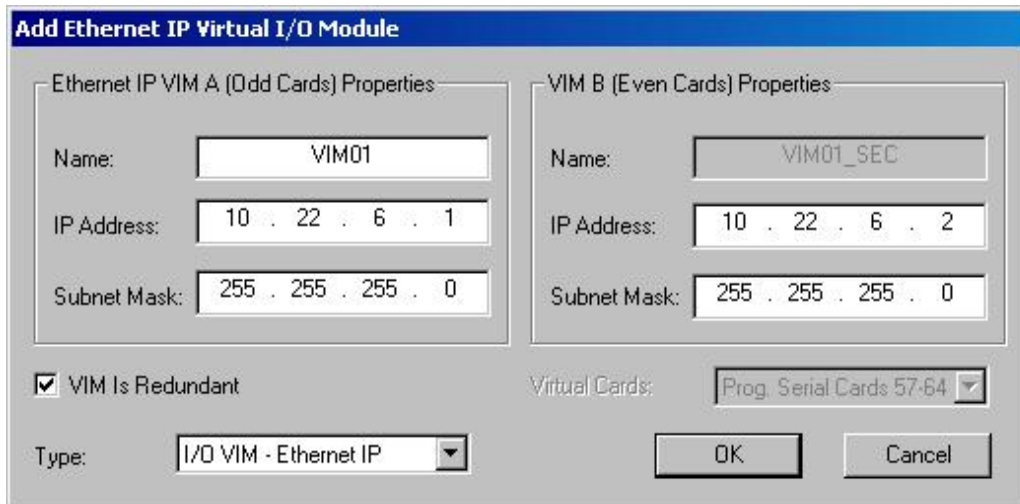 Add Ethernet IP Virtual I/O Module
Ethernet IP VIM A (Odd Cards) Properties
Name: VIM01
IP Address: 10 . 22 . 6 . 1
Subnet Mask: 255 . 255 . 255 . 0
VIM B (Even Cards) Properties
Name: VIM01_SEC
IP Address: 10 . 22 . 6 . 2
Subnet Mask: 255 . 255 . 255 . 0
VIM Is Redundant
Virtual Cards: Prog. Serial Cards 57-64
Type: I/O VIM - Ethernet IP
OK Cancel